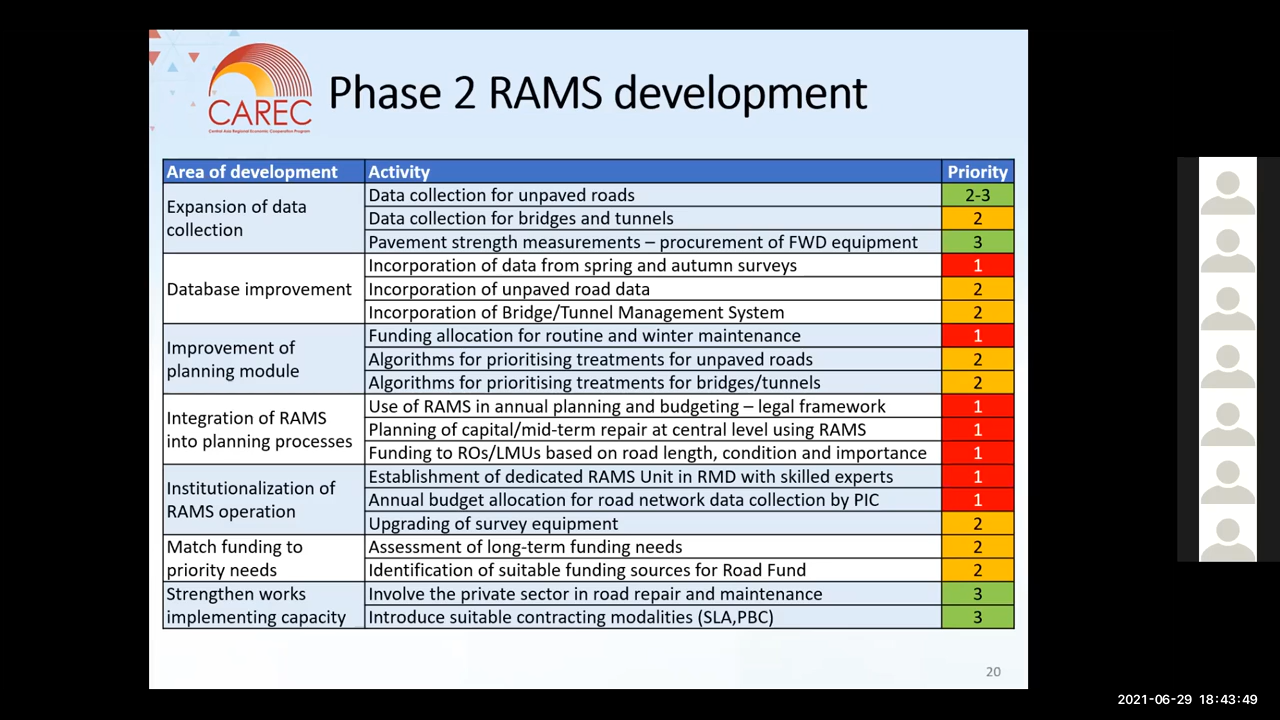 CAREC
Central Asia Regional Economic Cooperation Program
Phase 2 RAMS development
Area of development Activity Priority
Expansion of data collection
Data collection for unpaved roads 2-3
Data collection for bridges and tunnels 2
Pavement strength measurements – procurement of FWD equipment 3
Database improvement
Incorporation of data from spring and autumn surveys 1
Incorporation of unpaved road data 2
Incorporation of Bridge/Tunnel Management System 2
Improvement of planning module
Funding allocation for routine and winter maintenance 1
Algorithms for prioritising treatments for unpaved roads 2
Algorithms for prioritising treatments for bridges/tunnels 2
Integration of RAMS into planning processes
Use of RAMS in annual planning and budgeting – legal framework 1
Planning of capital/mid-term repair at central level using RAMS 1
Funding to ROs/LMUs based on road length, condition and importance 1
Institutionalization of RAMS operation
Establishment of dedicated RAMS Unit in RMD with skilled experts 1
Annual budget allocation for road network data collection by PIC 1
Upgrading of survey equipment 2
Match funding to priority needs
Assessment of long-term funding needs 2
Identification of suitable funding sources for Road Fund 2
Strengthen works implementing capacity
Involve the private sector in road repair and maintenance 3
Introduce suitable contracting modalities (SLA,PBC) 3
20
2021-06-29 18:43:49